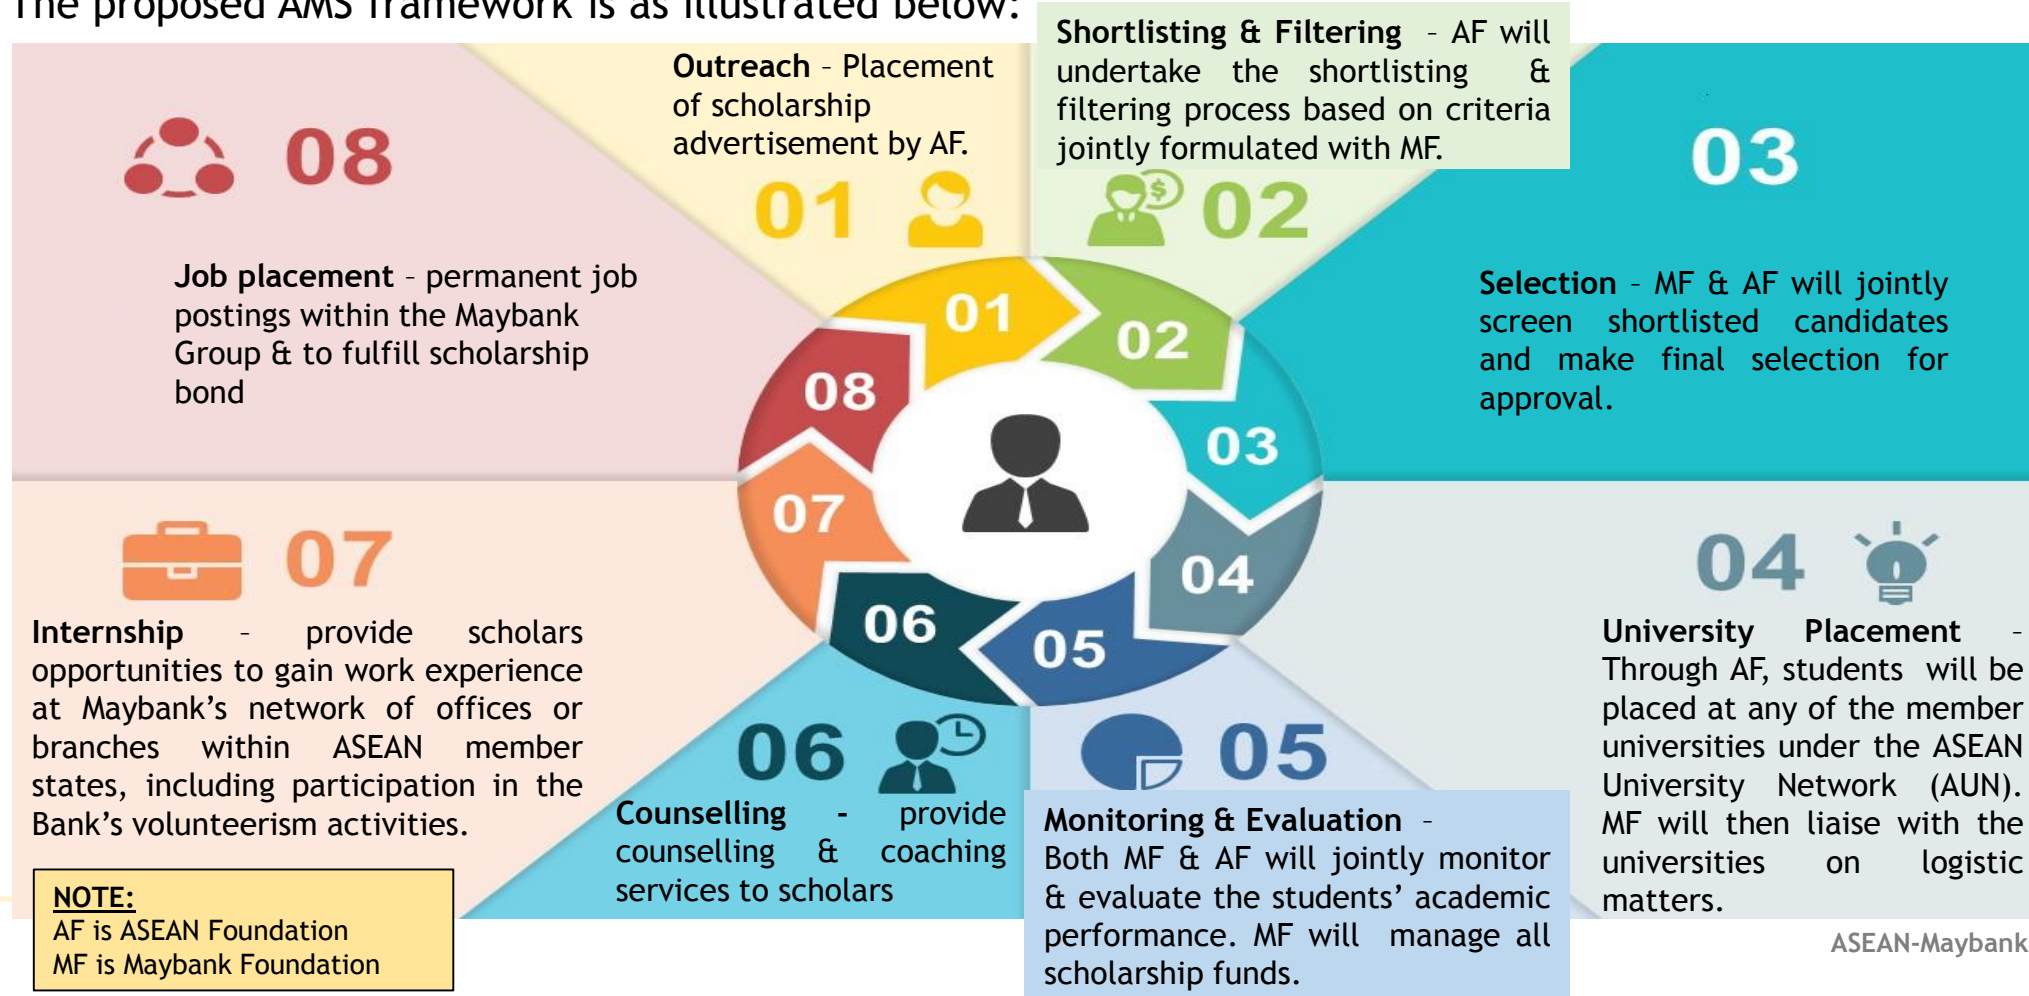 The proposed AMS framework is as illustrated below:
Outreach – Placement
of scholarship
advertisement by AF.
01
Shortlisting & Filtering – AF will
undertake the shortlisting &
filtering process based on criteria
jointly formulated with MF.
$
02
03
Selection – MF & AF will jointly
screen shortlisted candidates
and make final selection for
approval.
04
University Placement –
Through AF, students will be
placed at any of the member
universities under the ASEAN
University Network (AUN).
MF will then liaise with the
universities on logistic
matters.
05
Monitoring & Evaluation –
Both MF & AF will jointly monitor
& evaluate the students’ academic
performance. MF will manage all
scholarship funds.
06
Counselling - provide
counselling & coaching
services to scholars
07
Internship – provide scholars
opportunities to gain work experience
at Maybank’s network of offices or
branches within ASEAN member
states, including participation in the
Bank’s volunteerism activities.
08
Job placement – permanent job
postings within the Maybank
Group & to fulfill scholarship
bond
01
02
03
04
05
06
07
08
NOTE:
AF is ASEAN Foundation
MF is Maybank Foundation
ASEAN-Maybank